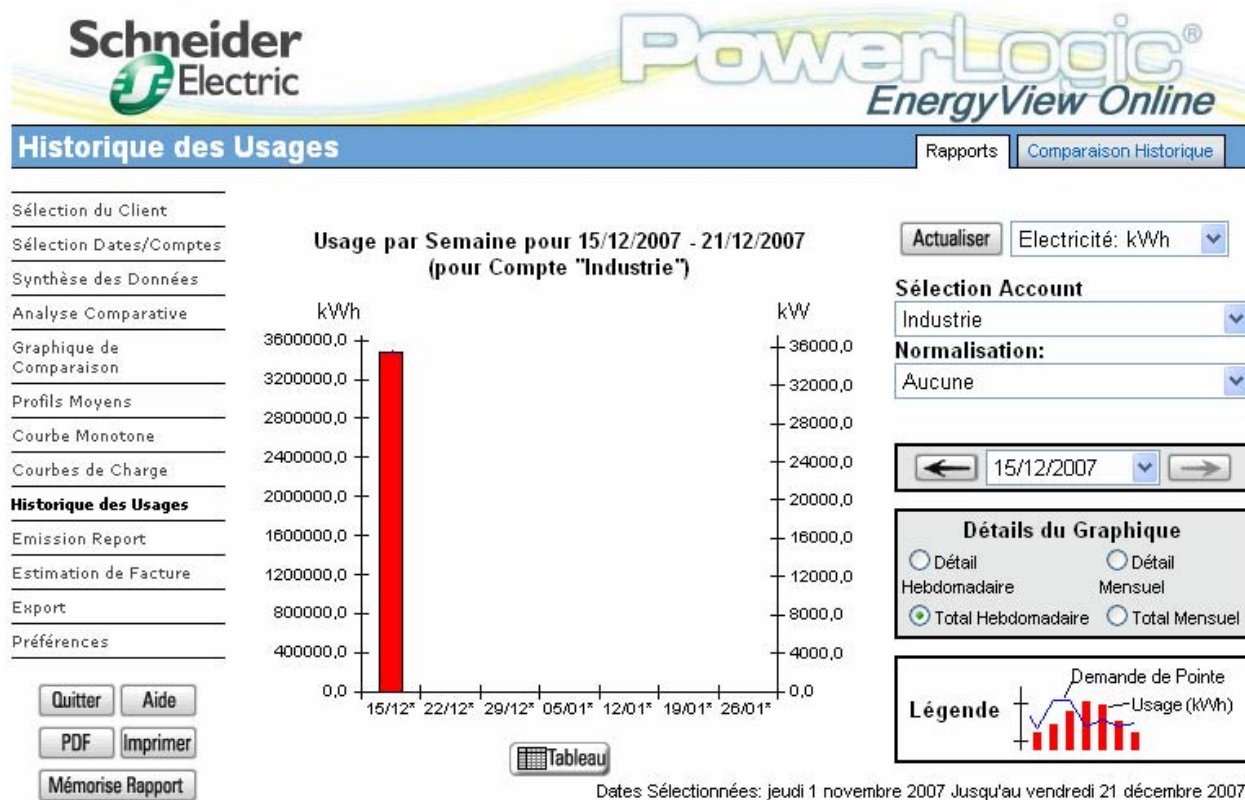 Schneider
Electric
PowerLogic®
EnergyView Online
Historique des Usages
Rapports
Comparaison Historique
Sélection du Client
Sélection Dates/Comptes
Synthèse des Données
Analyse Comparative
Graphique de
Comparaison
Profils Moyens
Courbe Monotone
Courbes de Charge
Historique des Usages
Emission Report
Estimation de Facture
Export
Préférences
Quitter
Aide
PDF
Imprimer
Mémorise Rapport
Usage par Semaine pour 15/12/2007 - 21/12/2007
(pour Compte "Industrie")
kWh
kW
3600000,0
3200000,0
2800000,0
2400000,0
2000000,0
1600000,0
1200000,0
800000,0
400000,0
0,0
36000,0
32000,0
28000,0
24000,0
20000,0
16000,0
12000,0
8000,0
4000,0
0,0
15/12* 22/12* 29/12* 05/01* 12/01* 19/01* 26/01*
Tableau
Actualiser
Electricité: kWh
Sélection Account
Industrie
Normalisation:
Aucune
15/12/2007
Détails du Graphique
Détail
Hebdomadaire
Détail
Mensuel
Total Hebdomadaire
Total Mensuel
Légende
Demande de Pointe
Usage (kWh)
Dates Sélectionnées: jeudi 1 novembre 2007 Jusqu'au vendredi 21 décembre 2007